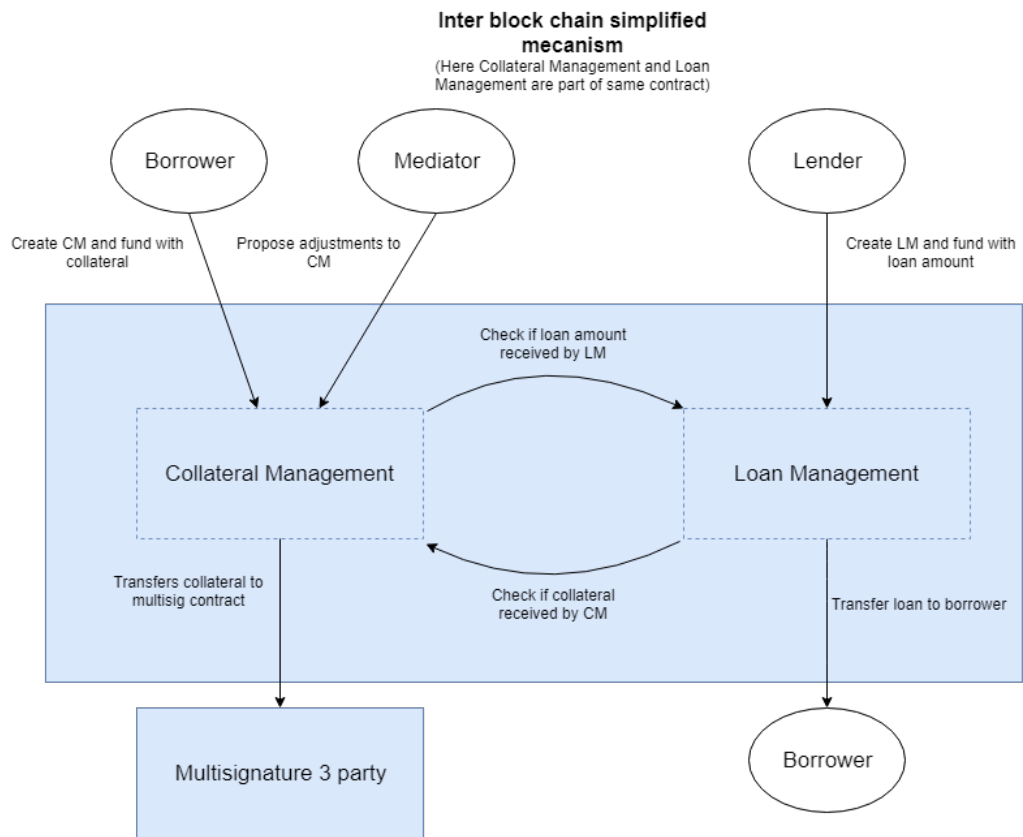 Inter block chain simplified
mecanism
(Here Collateral Management and Loan
Management are part of same contract)
Borrower
Mediator
Lender
Create CM and fund with
collateral
Propose adjustments to
CM
Create LM and fund with
loan amount
Check if loan amount
received by LM
Collateral Management
Loan Management
Transfers collateral to
multisig contract
Check if collateral
received by CM
Transfer loan to borrower
Multisignature 3 party
Borrower